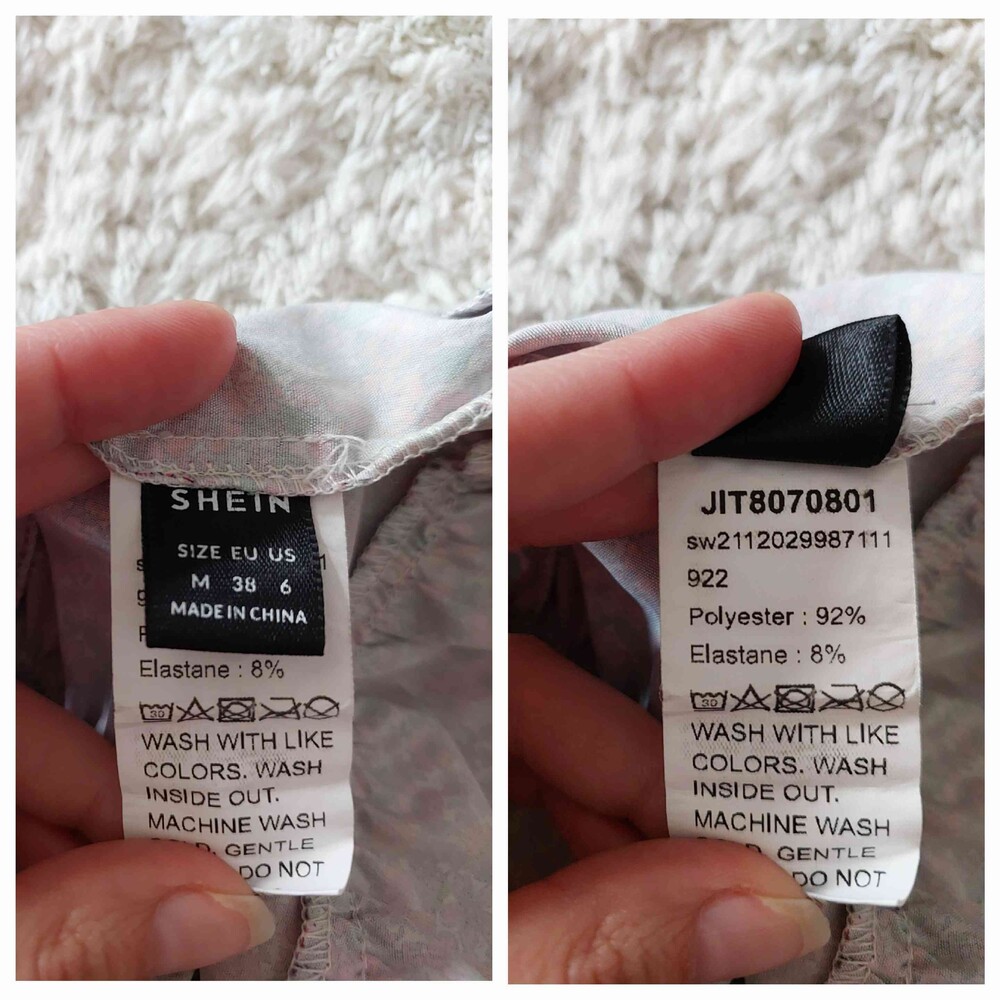 SHEIN
SIZE EU US
M 38 6
MADE IN CHINA
Elastane : 8%
30
WASH WITH LIKE
COLORS. WASH
INSIDE OUT.
MACHINE WASH
GENTLE
DO NOT
JIT8070801
sw2112029987111
922
Polyester : 92%
Elastane : 8%
30
WASH WITH LIKE
COLORS. WASH
INSIDE OUT.
MACHINE WASH
GENTLE
DO NOT